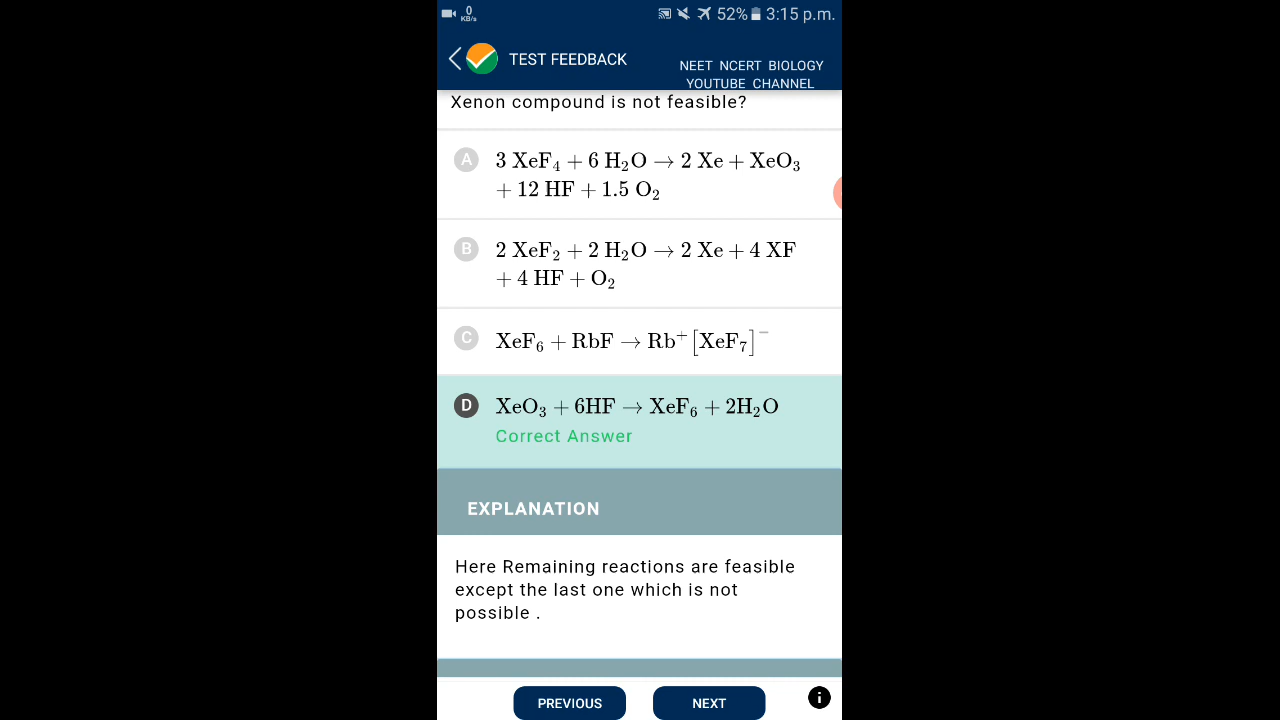 0
KB/s
52% 3:15 p.m.
TEST FEEDBACK
NEET NCERT BIOLOGY
YOUTUBE CHANNEL
Xenon compound is not feasible?
A
3 XeF₄ + 6 H₂O → 2 Xe + XeO₃
+ 12 HF + 1.5 O₂
B
2 XeF₂ + 2 H₂O → 2 Xe + 4 XF
+ 4 HF + O₂
C
XeF₆ + RbF → Rb⁺[XeF₇]⁻
D
XeO₃ + 6HF → XeF₆ + 2H₂O
Correct Answer
EXPLANATION
Here Remaining reactions are feasible
except the last one which is not
possible .
PREVIOUS
NEXT
i